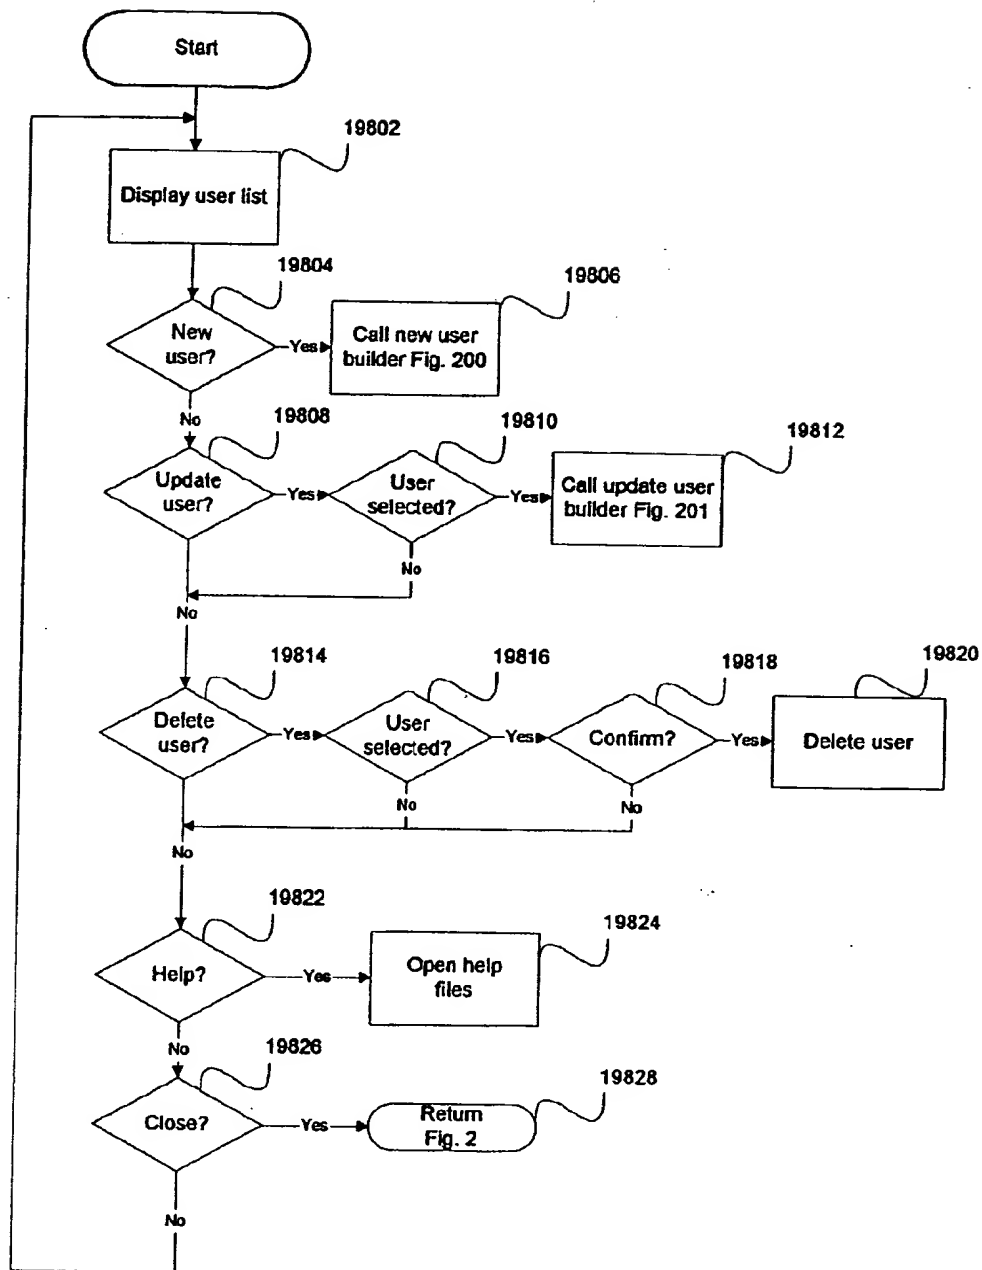 Start
19802
Display user list
19804
19806
New
user?
Yes
Call new user
builder Fig. 200
No
19808
19810
19812
Update
user?
Yes
User
selected?
Yes
Call update user
builder Fig. 201
No
No
19814
19816
19818
19820
Delete
user?
Yes
User
selected?
Yes
Confirm?
Yes
Delete user
No
No
No
19822
19824
Help?
Yes
Open help
files
No
19826
19828
Close?
Yes
Return
Fig. 2
No